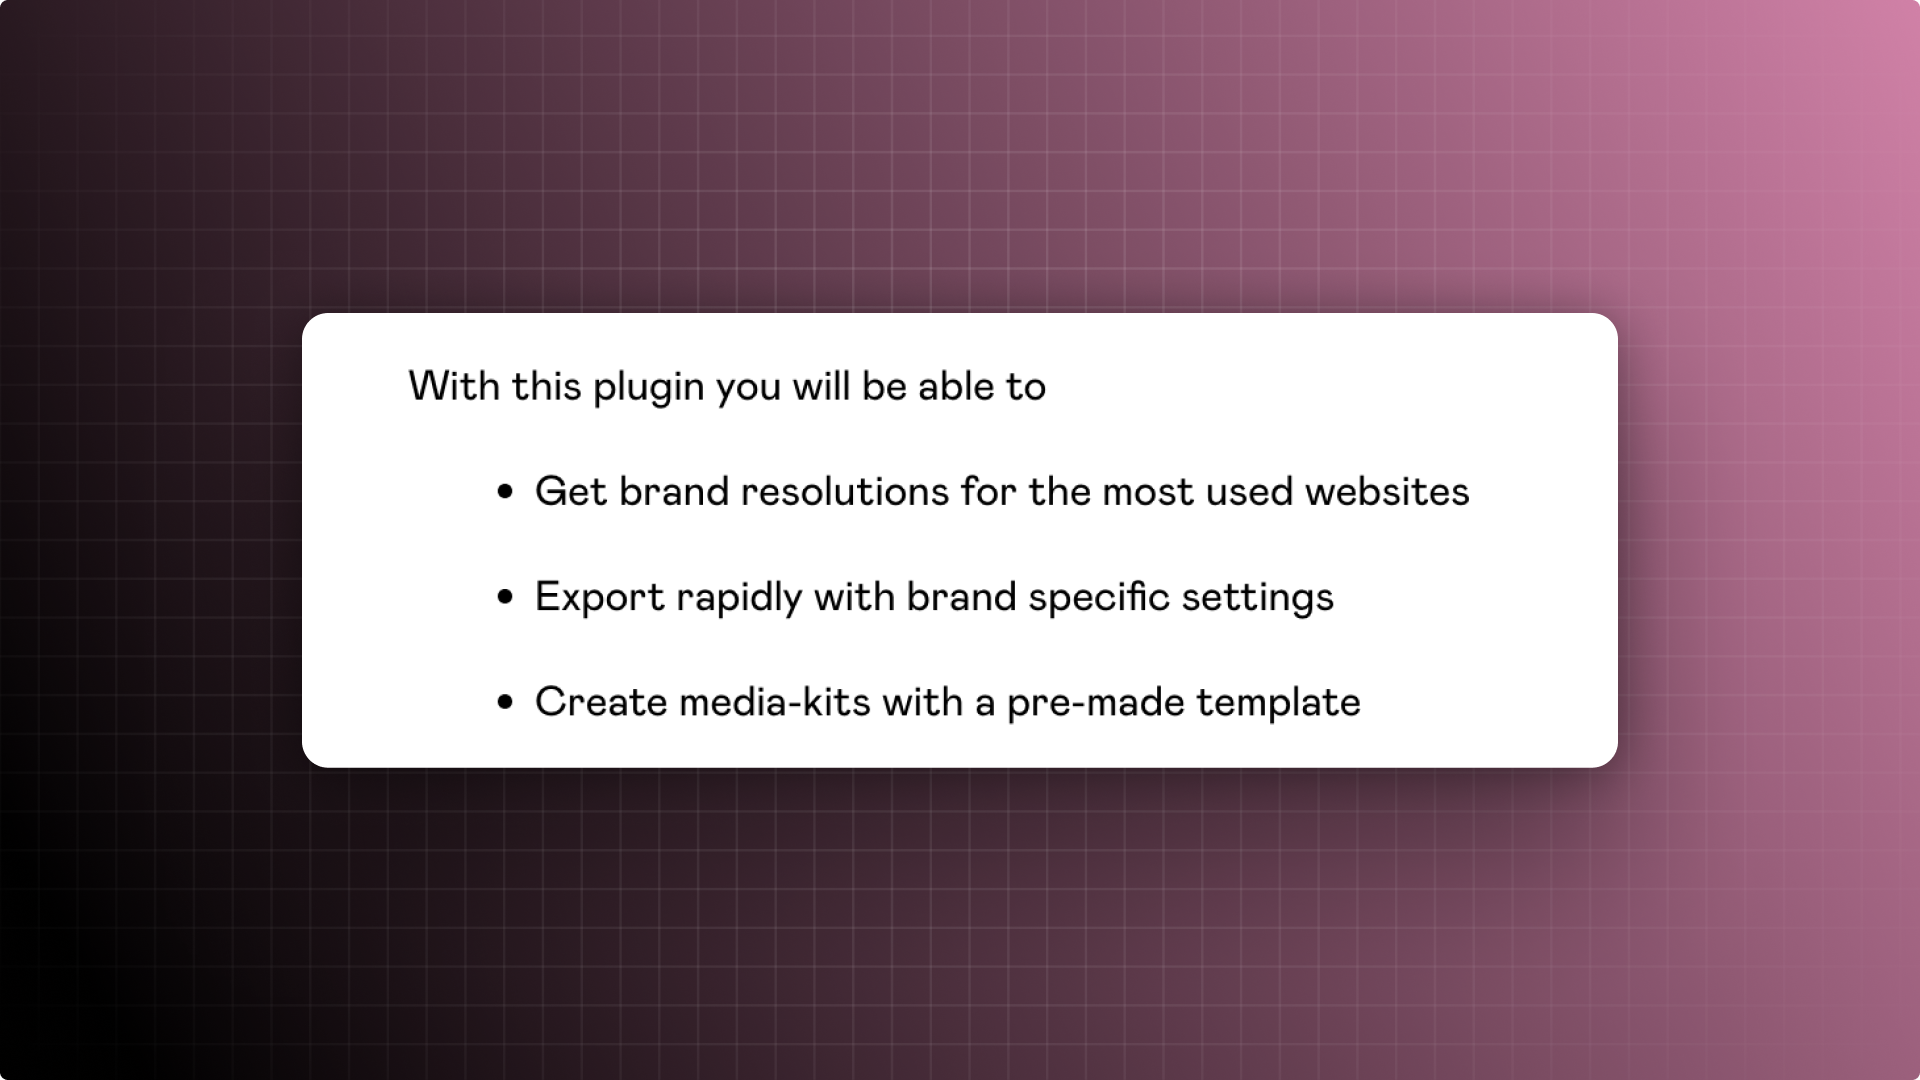 With this plugin you will be able to
• Get brand resolutions for the most used websites
• Export rapidly with brand specific settings
• Create media-kits with a pre-made template